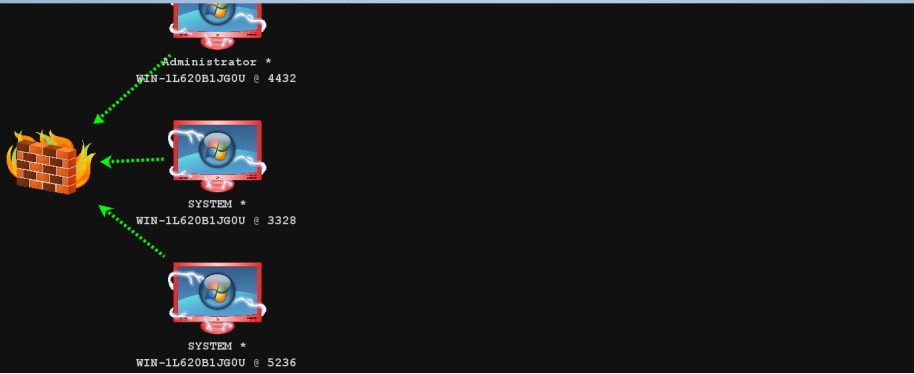 Administrator *
WIN-1L620B1JG0U @ 4432
SYSTEM *
WIN-1L620B1JG0U @ 3328
SYSTEM *
WIN-1L620B1JG0U @ 5236